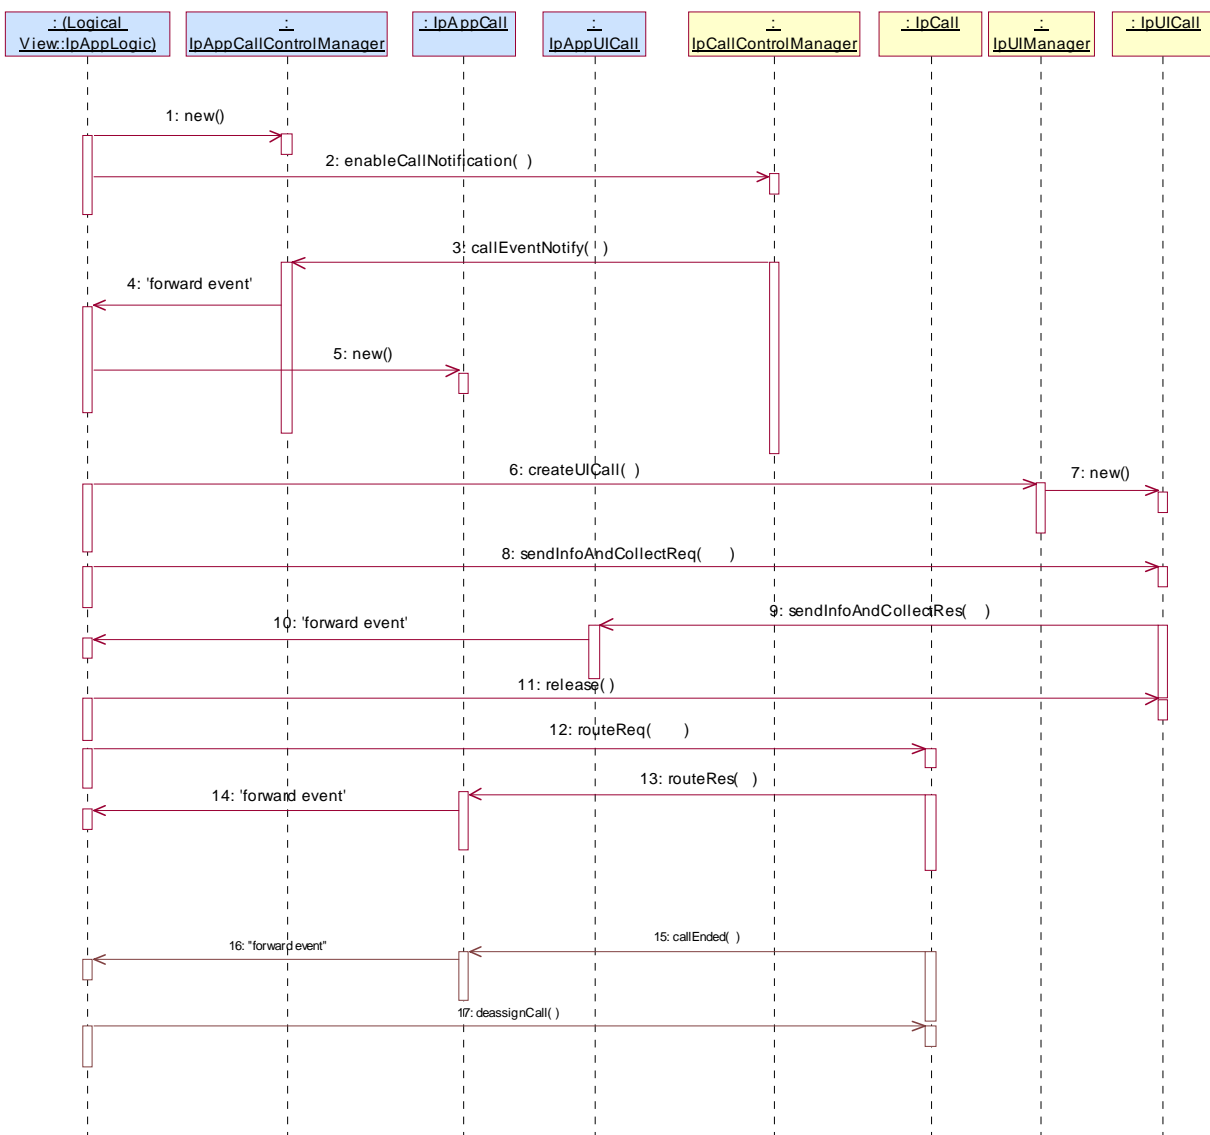 : (Logical
View::IpAppLogic)
:
IpAppCallControlManager
: IpAppCall
:
IpAppUICall
:
IpCallControlManager
: IpCall
:
IpUIManager
: IpUICall
1: new()
2: enableCallNotification( )
3: callEventNotify( )
4: 'forward event'
5: new()
6: createUICall( )
7: new()
8: sendInfoAndCollectReq( )
9: sendInfoAndCollectRes( )
10: 'forward event'
11: release( )
12: routeReq( )
13: routeRes( )
14: 'forward event'
15: callEnded( )
16: "forward event"
17: deassignCall( )